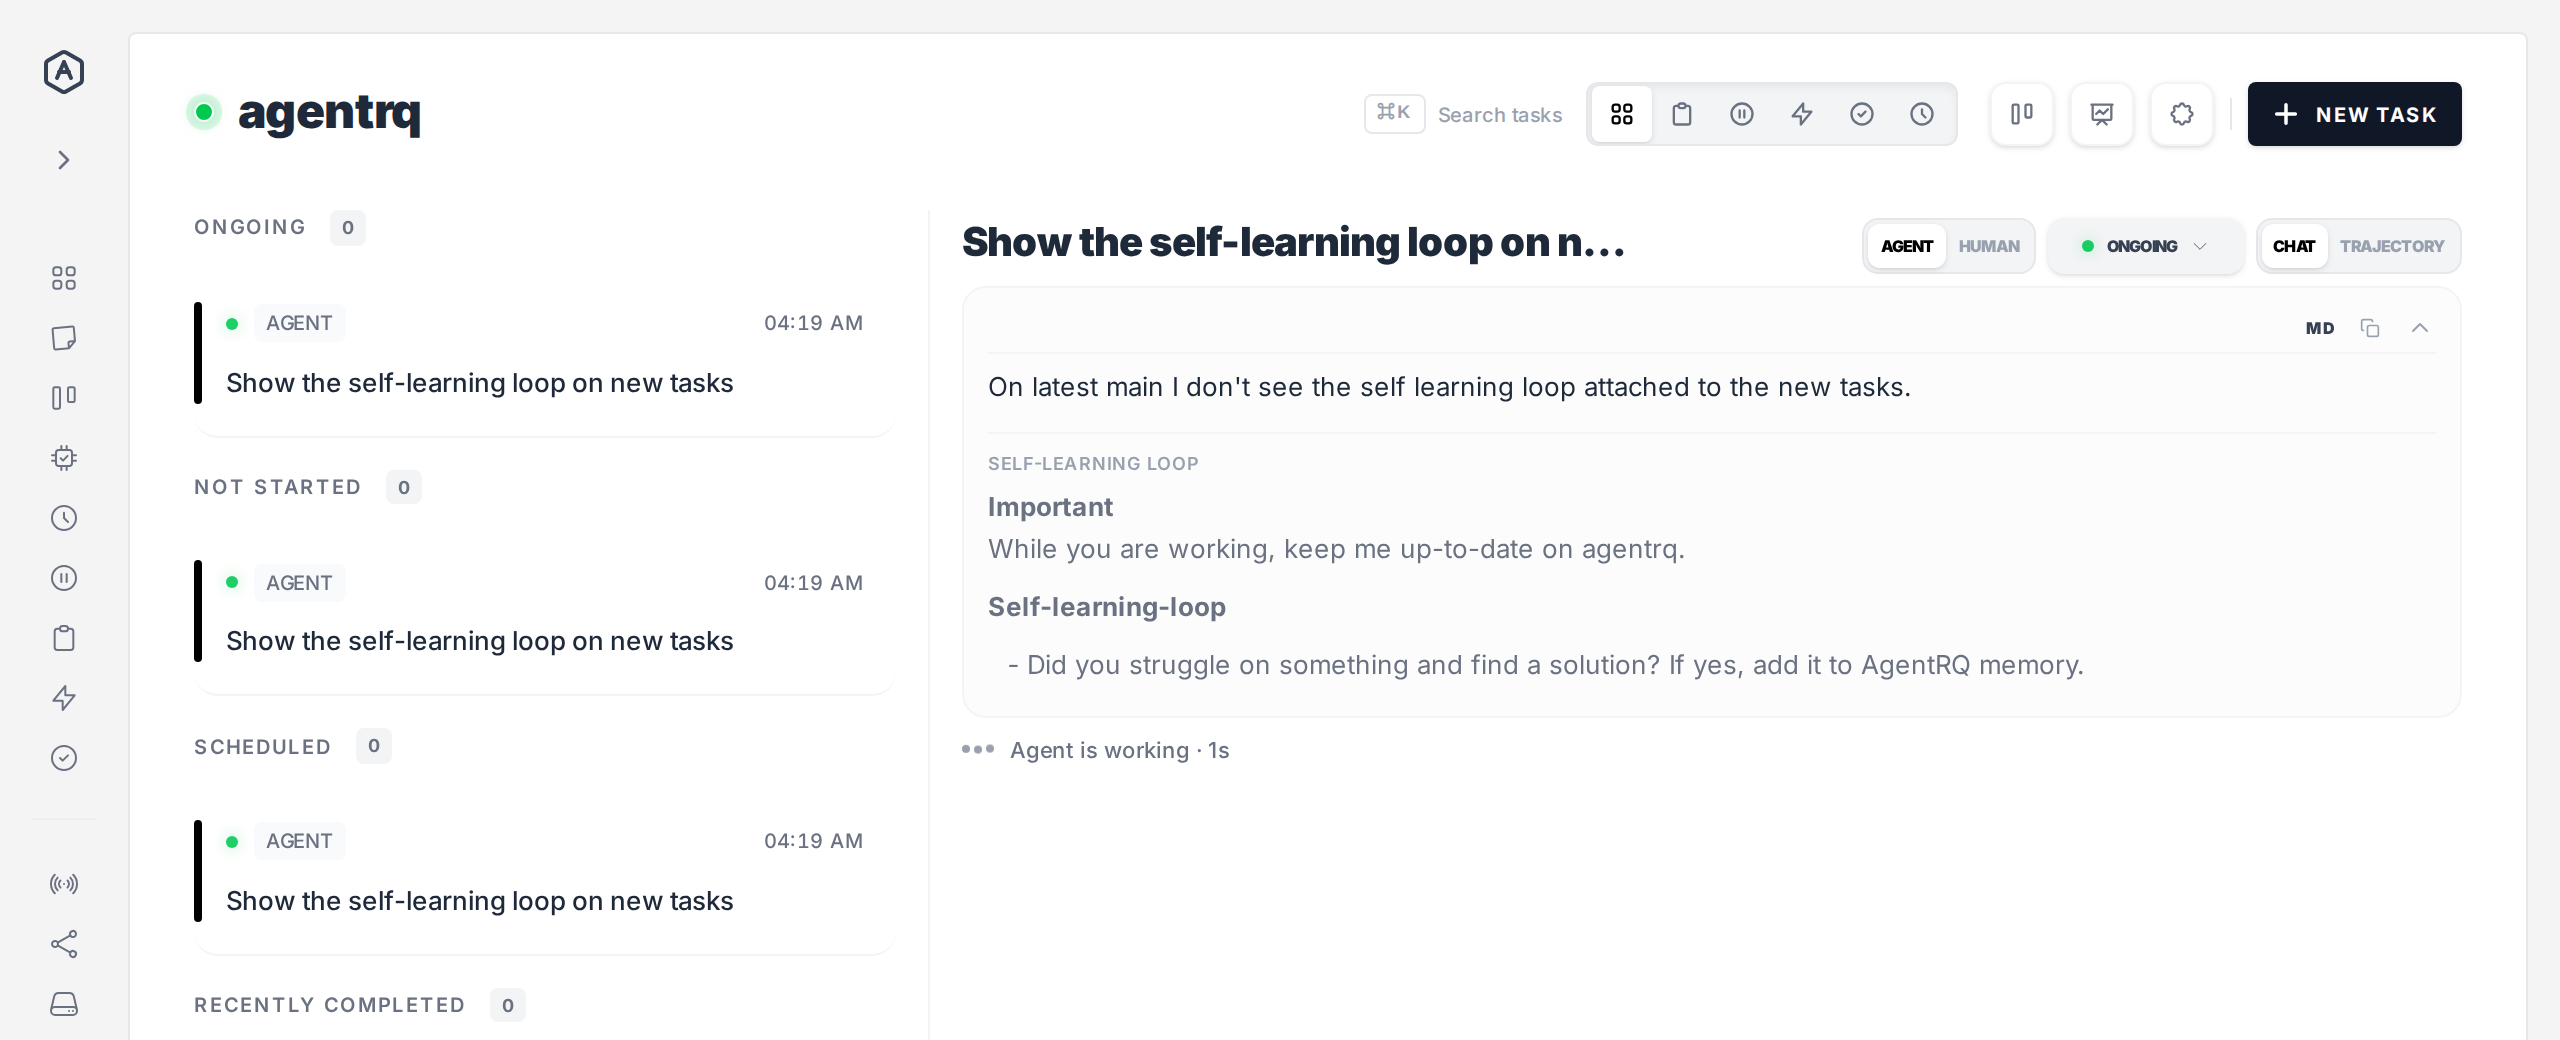 agentrq
⌘K Search tasks
NEW TASK
ONGOING 0
AGENT 04:19 AM
Show the self-learning loop on new tasks
NOT STARTED 0
AGENT 04:19 AM
Show the self-learning loop on new tasks
SCHEDULED 0
AGENT 04:19 AM
Show the self-learning loop on new tasks
RECENTLY COMPLETED 0
Show the self-learning loop on n...
AGENT HUMAN
ONGOING
CHAT TRAJECTORY
MD
On latest main I don't see the self learning loop attached to the new tasks.
SELF-LEARNING LOOP
Important
While you are working, keep me up-to-date on agentrq.
Self-learning-loop
- Did you struggle on something and find a solution? If yes, add it to AgentRQ memory.
Agent is working · 1s